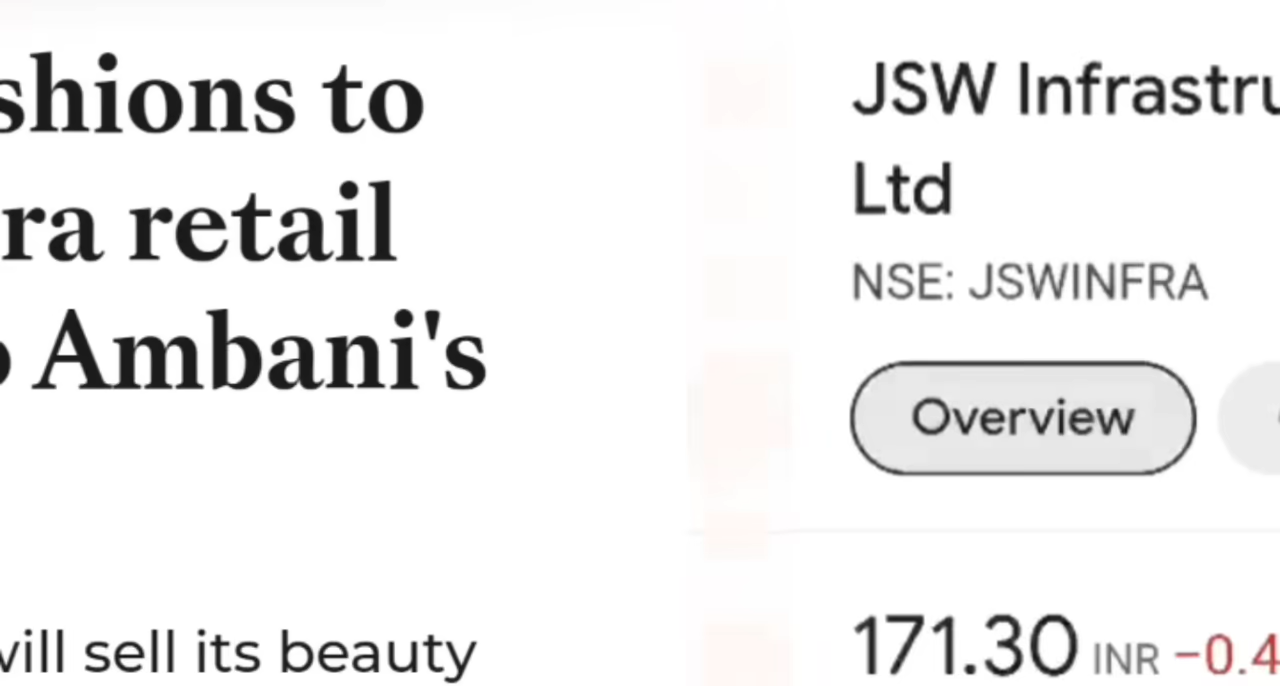 shions to
ra retail
Ambani's
will sell its beauty
JSW Infrastru
Ltd
NSE: JSWINFRA
Overview
171.30 INR −0.4